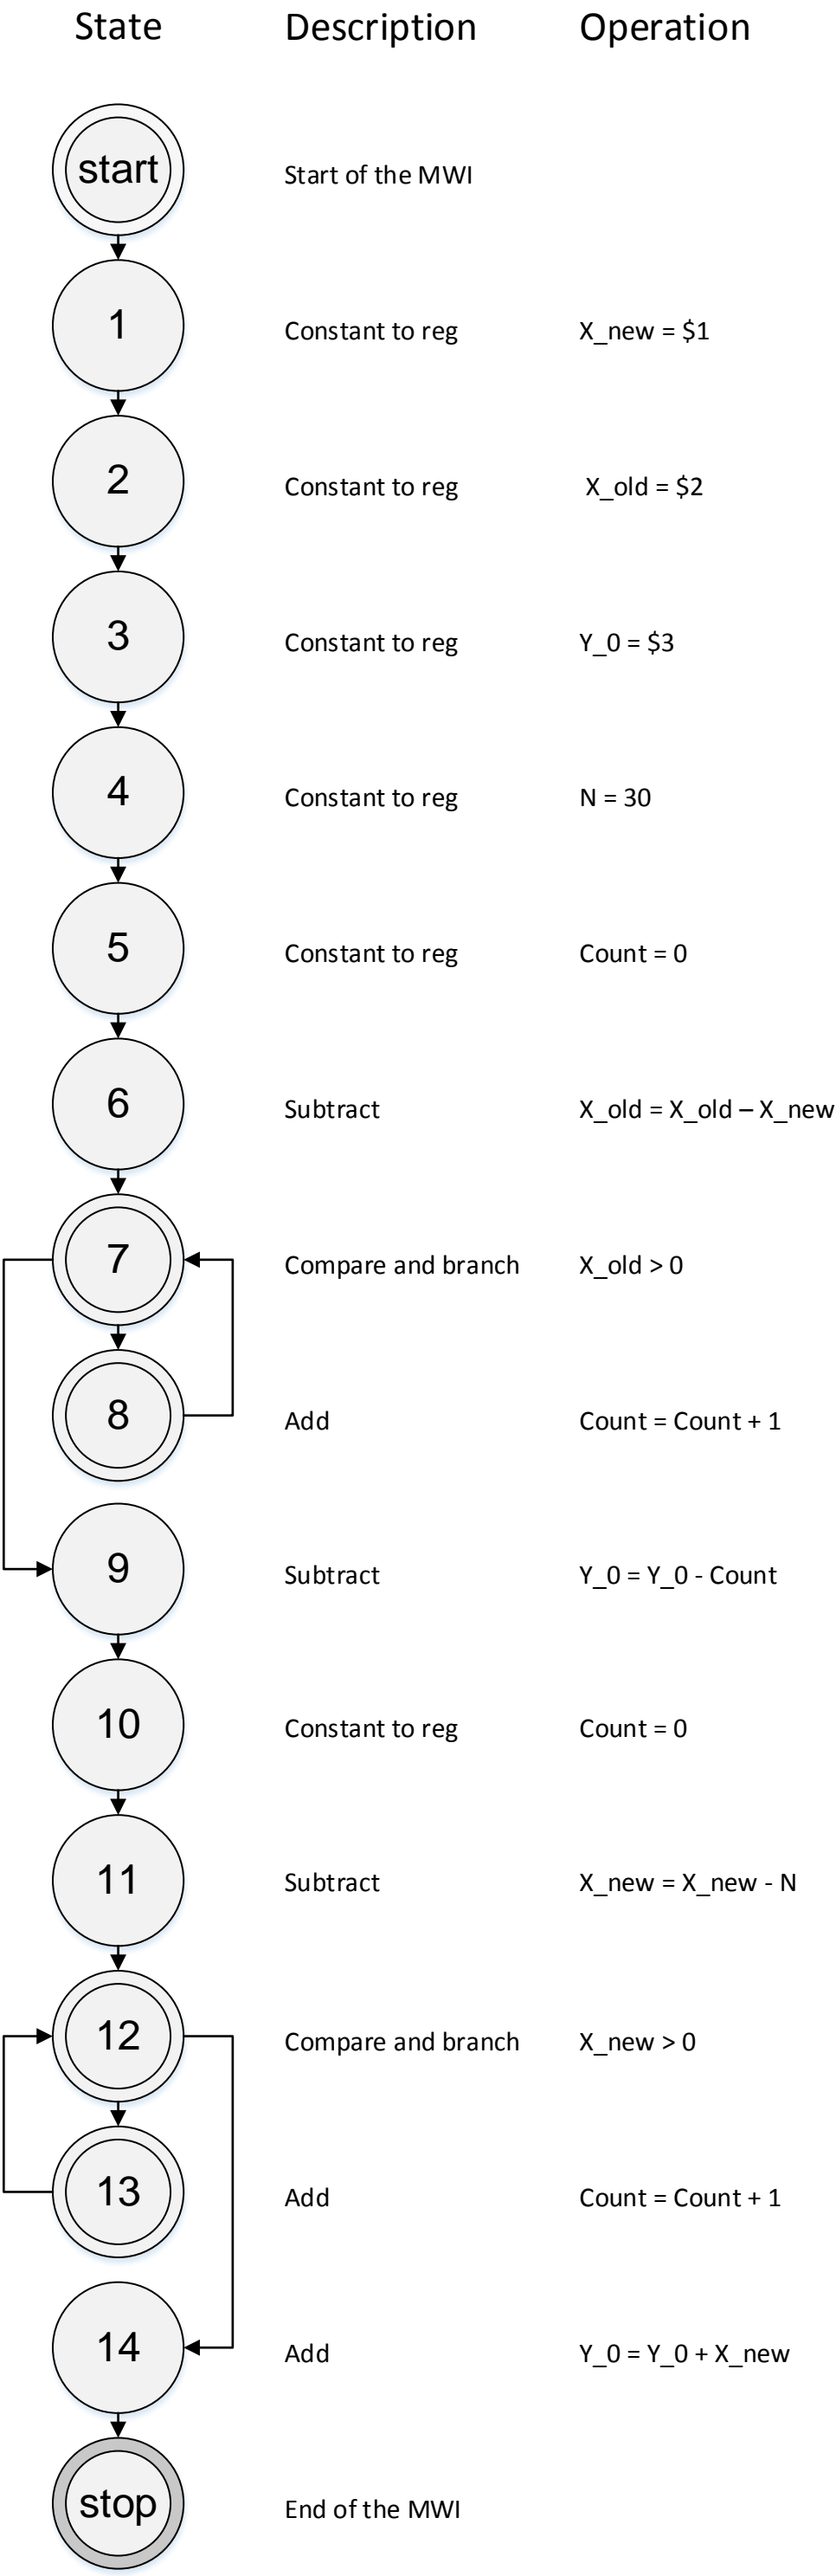 State Description Operation
start Start of the MWI
1 Constant to reg X_new = $1
2 Constant to reg X_old = $2
3 Constant to reg Y_0 = $3
4 Constant to reg N = 30
5 Constant to reg Count = 0
6 Subtract X_old = X_old – X_new
7 Compare and branch X_old > 0
8 Add Count = Count + 1
9 Subtract Y_0 = Y_0 - Count
10 Constant to reg Count = 0
11 Subtract X_new = X_new - N
12 Compare and branch X_new > 0
13 Add Count = Count + 1
14 Add Y_0 = Y_0 + X_new
stop End of the MWI